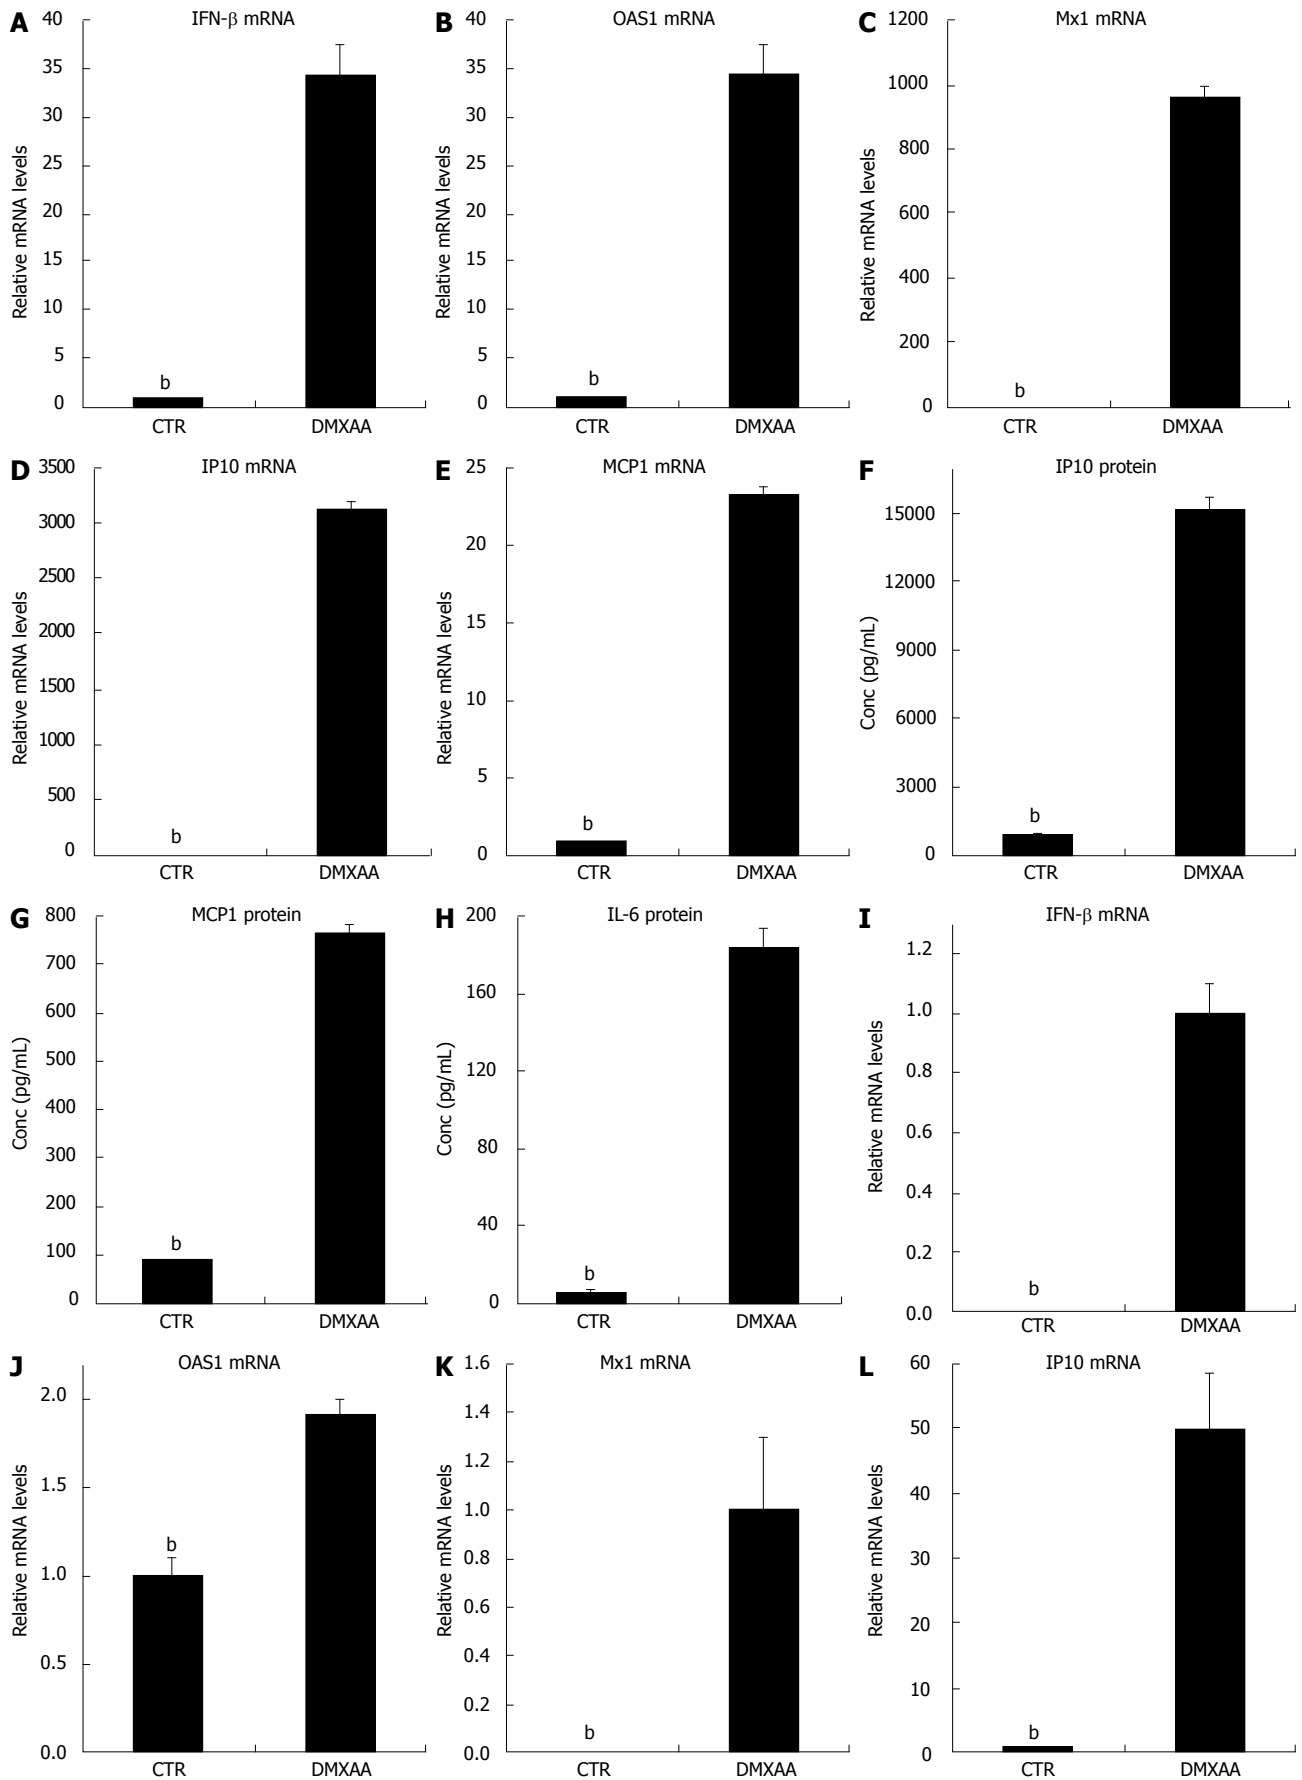 A IFN-β mRNA
40
35
30
25
20
15
10
5
0
Relative mRNA levels
b
CTR DMXAA
B OAS1 mRNA
40
35
30
25
20
15
10
5
0
Relative mRNA levels
b
CTR DMXAA
C Mx1 mRNA
1200
1000
800
600
400
200
0
Relative mRNA levels
b
CTR DMXAA
D IP10 mRNA
3500
3000
2500
3000
1500
1000
500
0
Relative mRNA levels
b
CTR DMXAA
E MCP1 mRNA
25
20
15
10
5
0
Relative mRNA levels
b
CTR DMXAA
F IP10 protein
15000
12000
9000
6000
3000
0
Conc (pg/mL)
b
CTR DMXAA
G MCP1 protein
800
700
600
500
400
300
200
100
0
Conc (pg/mL)
b
CTR DMXAA
H IL-6 protein
200
160
120
80
40
0
Conc (pg/mL)
b
CTR DMXAA
I IFN-β mRNA
1.2
1.0
0.8
0.6
0.4
0.2
0.0
Relative mRNA levels
b
CTR DMXAA
J OAS1 mRNA
2.0
1.5
1.0
0.5
0.0
Relative mRNA levels
b
CTR DMXAA
K Mx1 mRNA
1.6
1.4
1.2
1.0
0.8
0.6
0.4
0.2
0.0
Relative mRNA levels
b
CTR DMXAA
L IP10 mRNA
60
50
40
30
20
10
0
Relative mRNA levels
b
CTR DMXAA